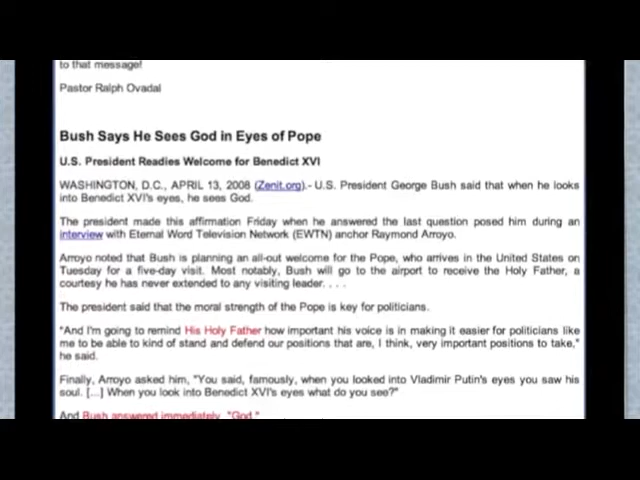 to that message!
Pastor Ralph Ovadal
Bush Says He Sees God in Eyes of Pope
U.S. President Readies Welcome for Benedict XVI
WASHINGTON, D.C., APRIL 13, 2008 (Zenit.org).- U.S. President George Bush said that when he looks
into Benedict XVI's eyes, he sees God.
The president made this affirmation Friday when he answered the last question posed him during an
interview with Eternal Word Television Network (EWTN) anchor Raymond Arroyo.
Arroyo noted that Bush is planning an all-out welcome for the Pope, who arrives in the United States on
Tuesday for a five-day visit. Most notably, Bush will go to the airport to receive the Holy Father, a
courtesy he has never extended to any visiting leader. . . .
The president said that the moral strength of the Pope is key for politicians.
"And I'm going to remind His Holy Father how important his voice is in making it easier for politicians like
me to be able to kind of stand and defend our positions that are, I think, very important positions to take,"
he said.
Finally, Arroyo asked him, "You said, famously, when you looked into Vladimir Putin's eyes you saw his
soul. [...] When you look into Benedict XVI's eyes what do you see?"
And Bush answered immediately, "God."